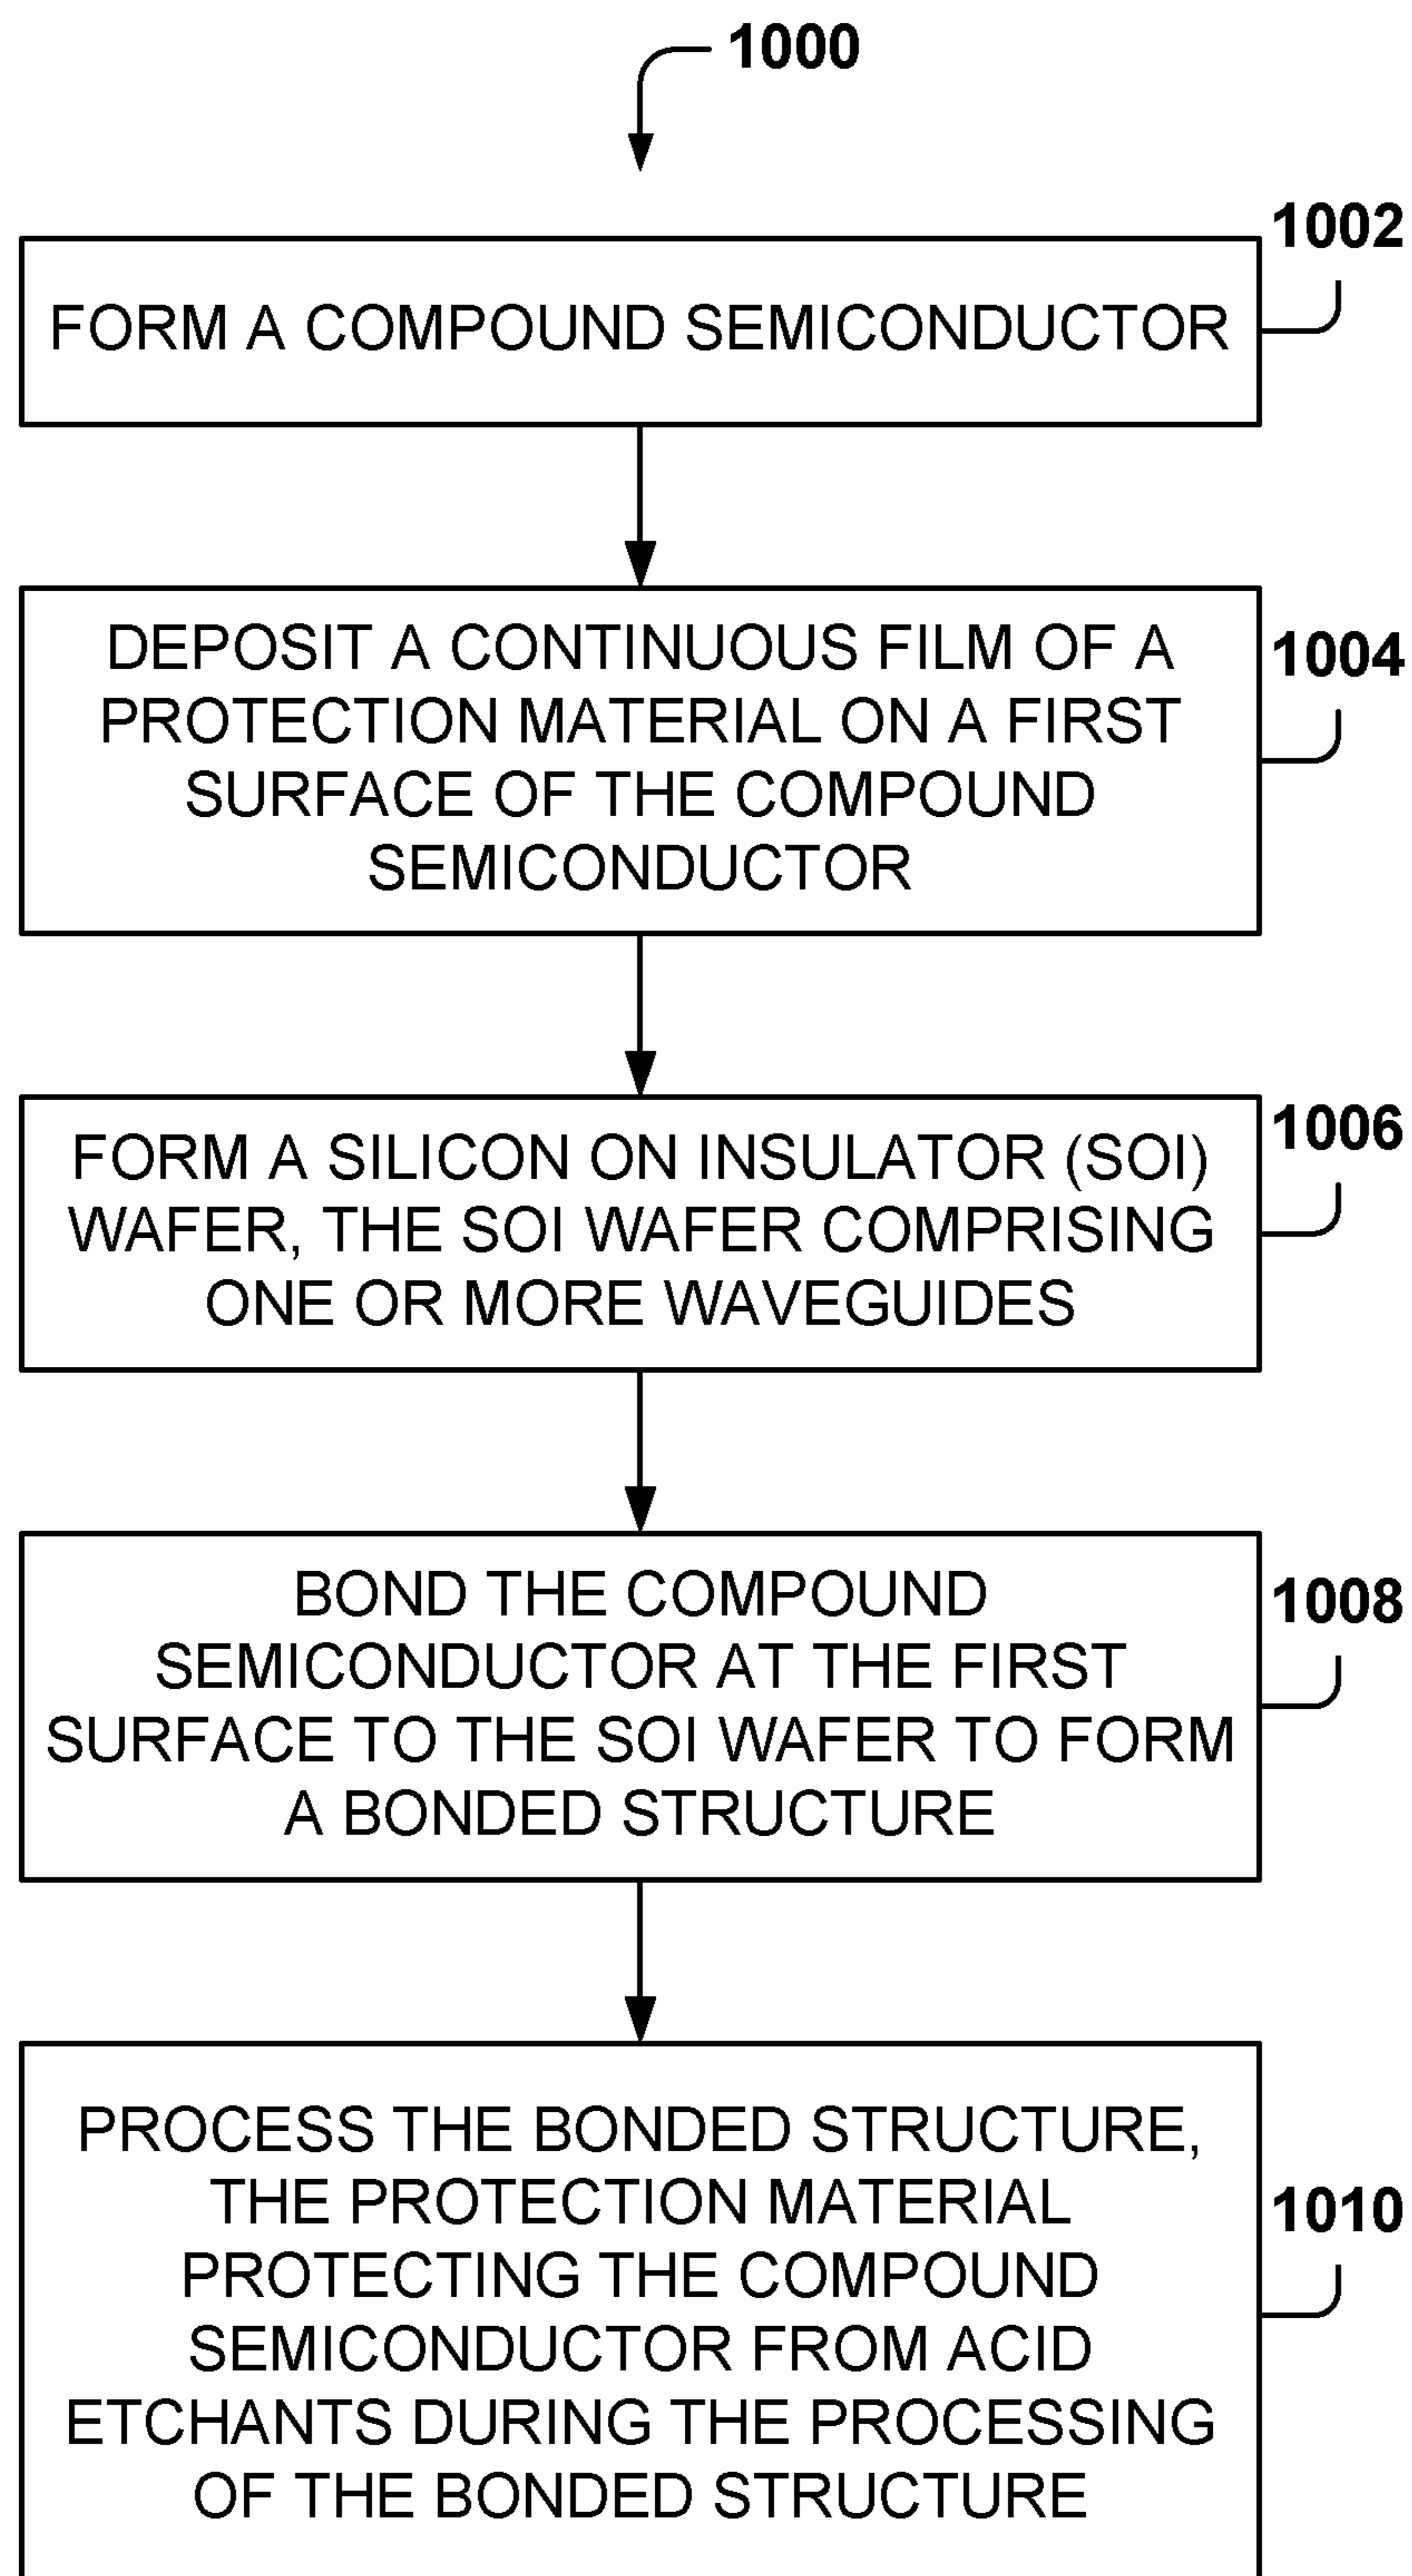 1000
1002
FORM A COMPOUND SEMICONDUCTOR
DEPOSIT A CONTINUOUS FILM OF A
1004
PROTECTION MATERIAL ON A FIRST
SURFACE OF THE COMPOUND
SEMICONDUCTOR
1006
FORM A SILICON ON INSULATOR (SOI)
WAFER, THE SOI WAFER COMPRISING
ONE OR MORE WAVEGUIDES
BOND THE COMPOUND
1008
SEMICONDUCTOR AT THE FIRST
SURFACE TO THE SOI WAFER TO FORM
A BONDED STRUCTURE
PROCESS THE BONDED STRUCTURE,
THE PROTECTION MATERIAL
1010
PROTECTING THE COMPOUND
SEMICONDUCTOR FROM ACID
ETCHANTS DURING THE PROCESSING
OF THE BONDED STRUCTURE